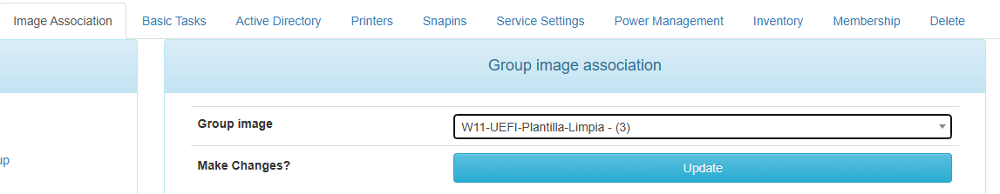 Image Association Basic Tasks Active Directory Printers Snapins Service Settings Power Management Inventory Membership Delete
Group image association
Group image W11-UEFI-Plantilla-Limpia - (3)
up
Make Changes? Update